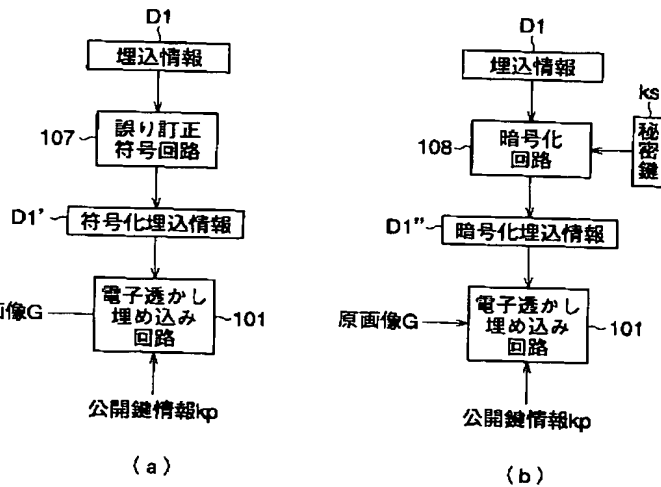 D1
埋込情報
107
誤り訂正
符号回路
D1'
符号化埋込情報
画像G
電子透かし
埋め込み
回路
101
公開鍵情報kp
(a)
D1
埋込情報
ks
秘密鍵
108
暗号化
回路
D1"
暗号化埋込情報
原画像G
電子透かし
埋め込み
回路
101
公開鍵情報kp
(b)